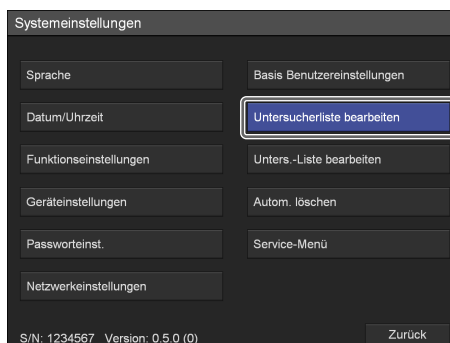 Systemeinstellungen
Sprache
Basis Benutzereinstellungen
Datum/Uhrzeit
Untersucherliste bearbeiten
Funktionseinstellungen
Unters.-Liste bearbeiten
Geräteinstellungen
Autom. löschen
Passworteinst.
Service-Menü
Netzwerkeinstellungen
S/N: 1234567 Version: 0.5.0 (0)
Zurück